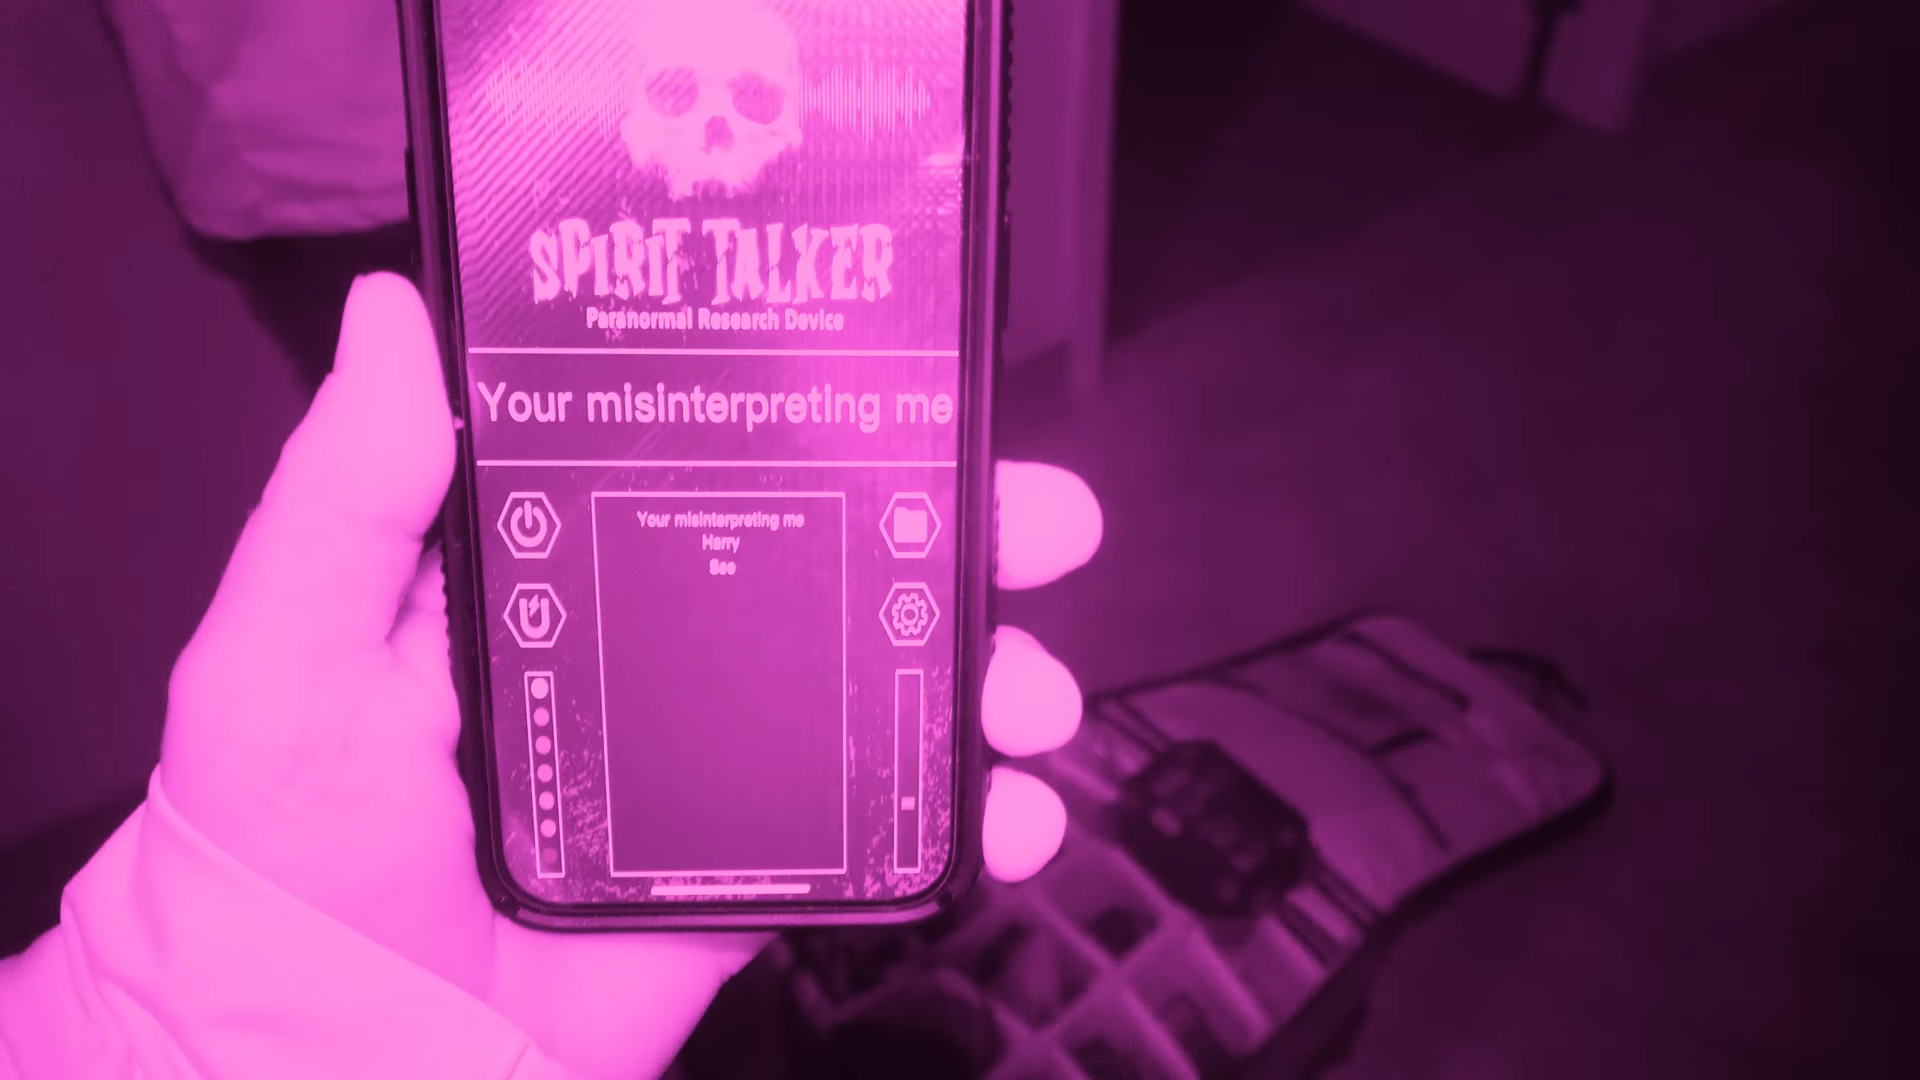 SPIRIT TALKER
Paranormal Research Device
Your misinterpreting me
Your misinterpreting me
Harry
See